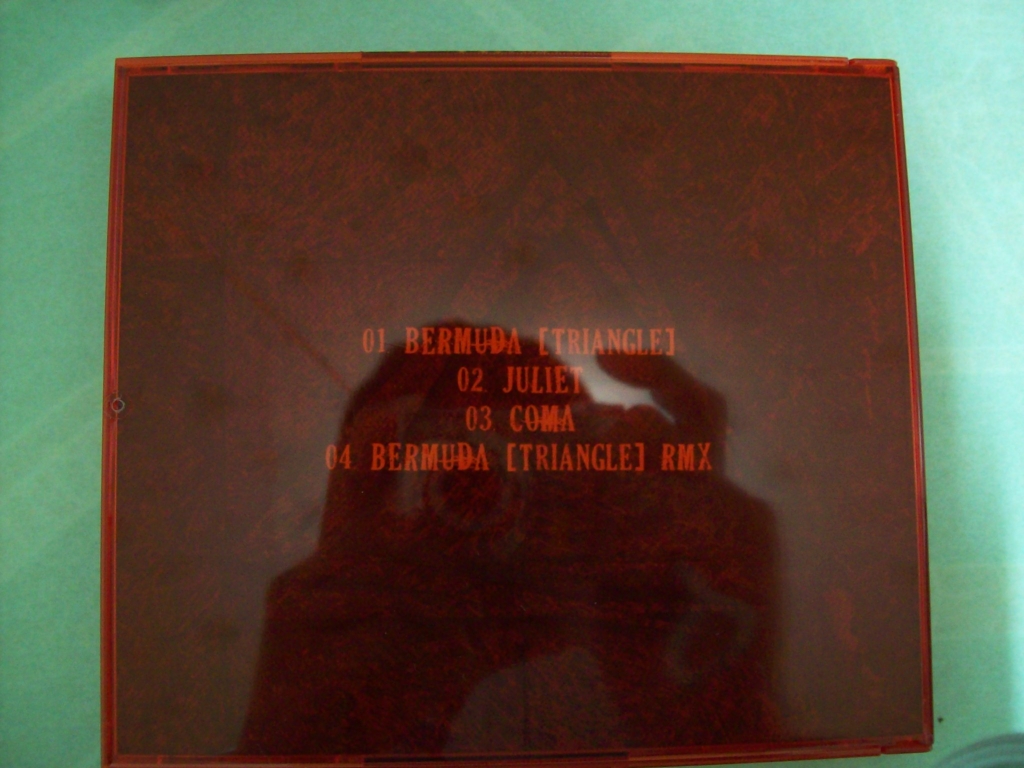 01 BERMUDA [TRIANGLE]
02 JULIET
03 COMA
04 BERMUDA [TRIANGLE] RMX